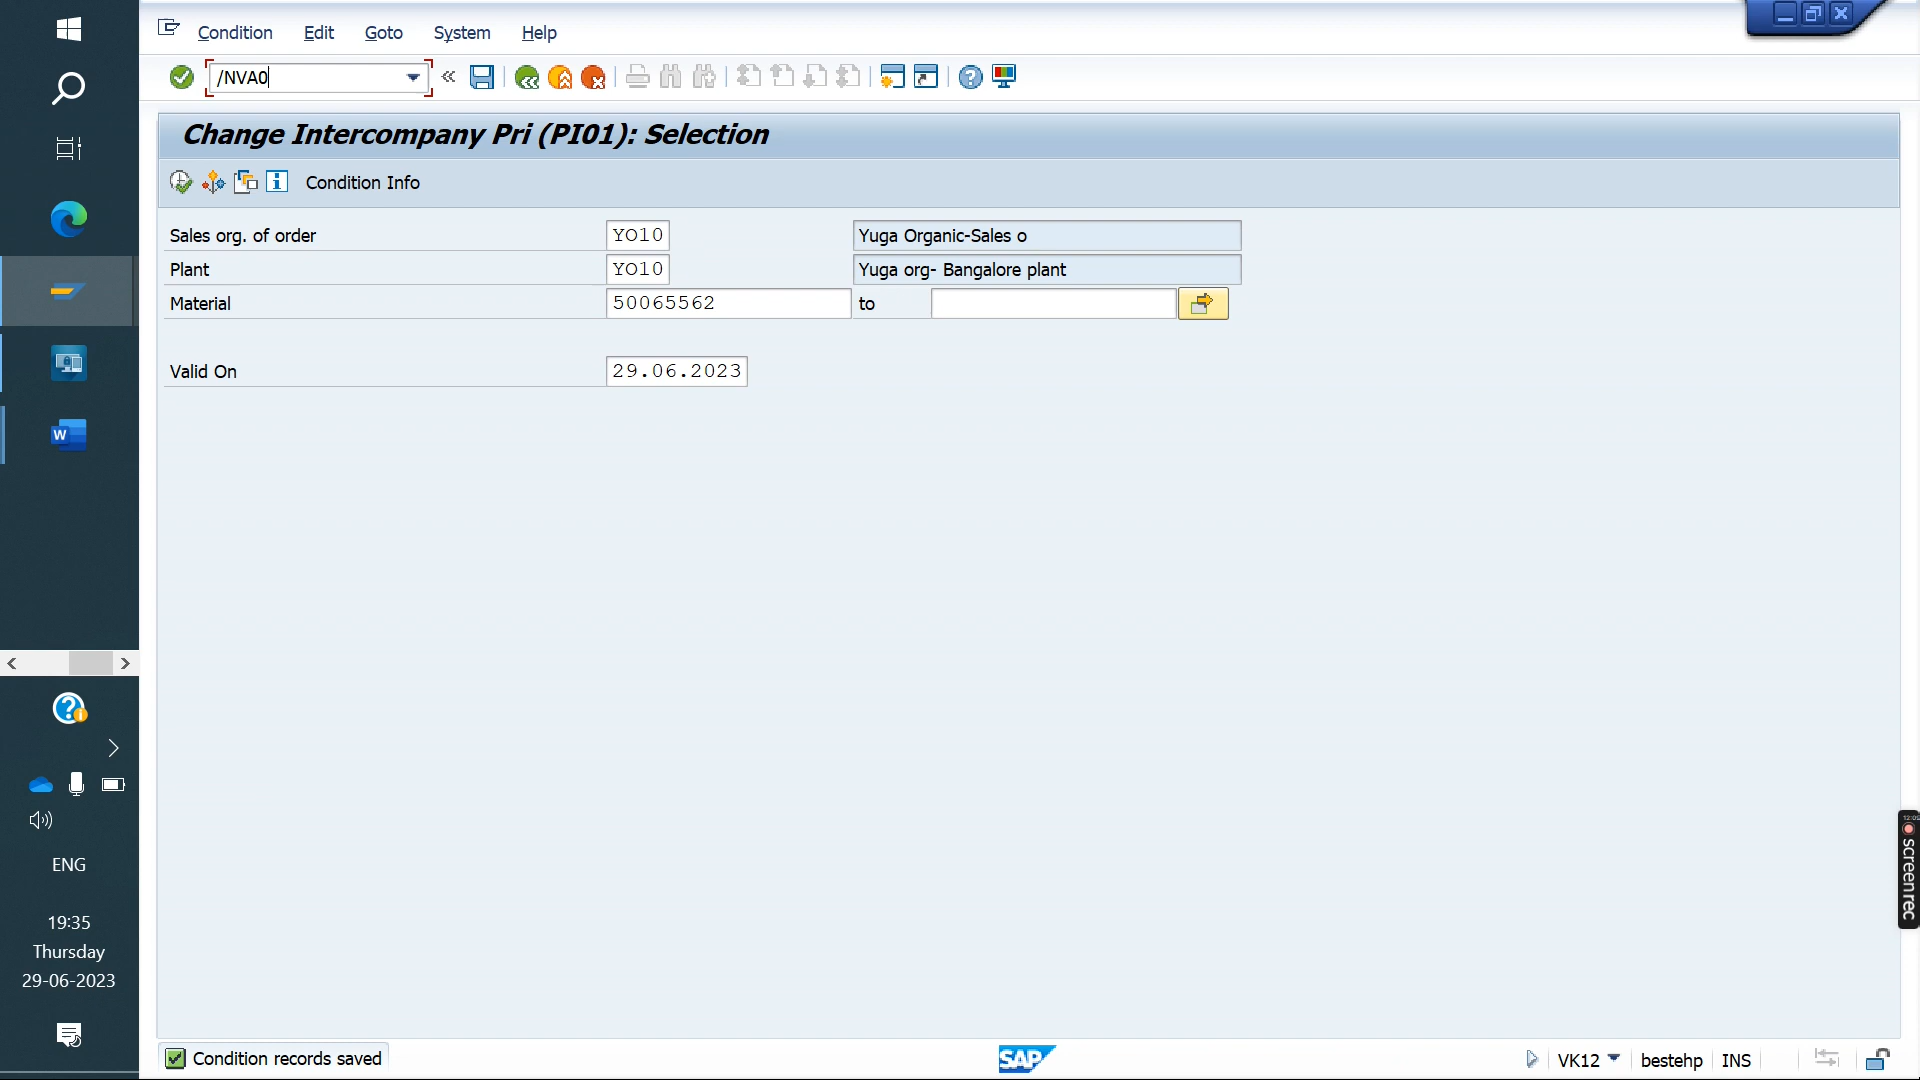 Condition Edit Goto System Help
/NVA0
Change Intercompany Pri (PI01): Selection
Condition Info
Sales org. of order YO10 Yuga Organic-Sales o
Plant YO10 Yuga org- Bangalore plant
Material 50065562 to
Valid On 29.06.2023
W
ENG
19:35
Thursday
29-06-2023
12:05
screenrec
Condition records saved
SAP
VK12 bestehp INS